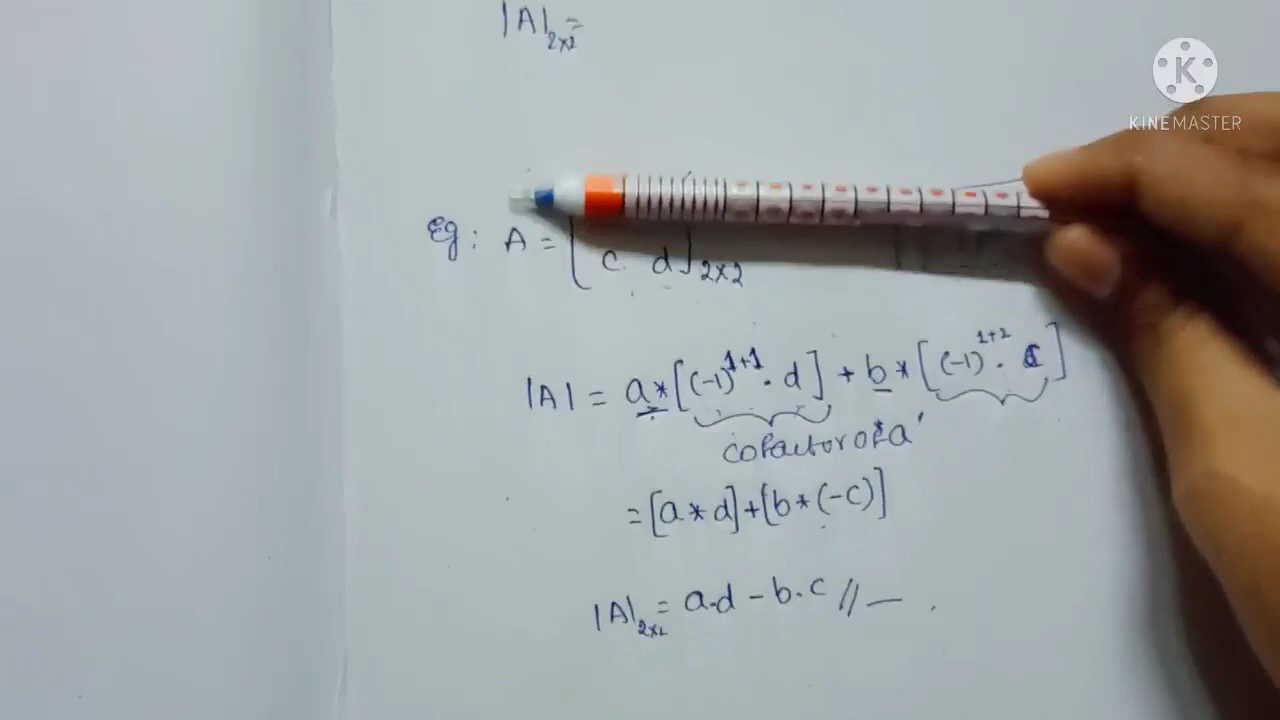 |A|₂ₓ₂ =
KINEMASTER
Eg: A = [c. d]₂ₓ₂
|A| = a * [(-1)¹⁺¹ . d] + b * [(-1)¹⁺² . c]
cofactor of 'a'
= [a * d] + [b * (-c)]
|A|₂ₓ₂ = a.d - b.c // — .